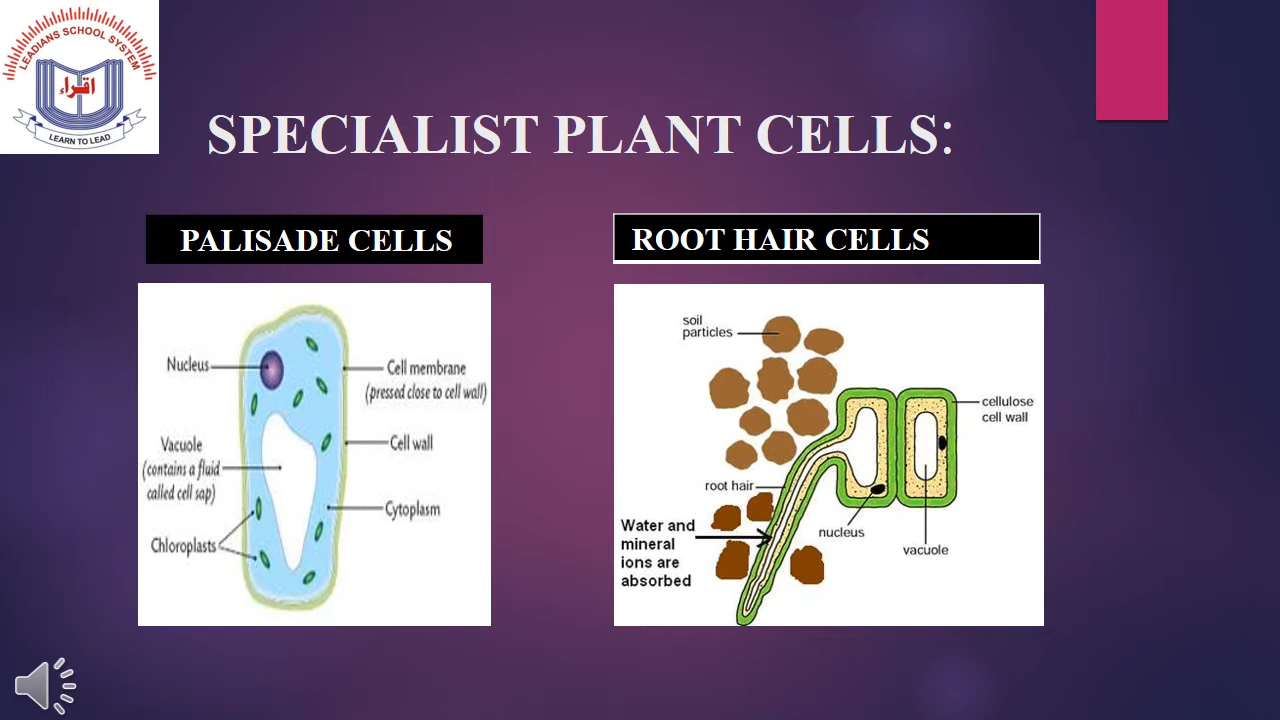 LEADIANS SCHOOL SYSTEM
اقراء
LEARN TO LEAD
SPECIALIST PLANT CELLS:
PALISADE CELLS
Nucleus
Cell membrane
(pressed close to cell wall)
Vacuole
(contains a fluid
called cell sap)
Cell wall
Cytoplasm
Chloroplasts
ROOT HAIR CELLS
soil
particles
cellulose
cell wall
root hair
Water and
mineral
ions are
absorbed
nucleus
vacuole